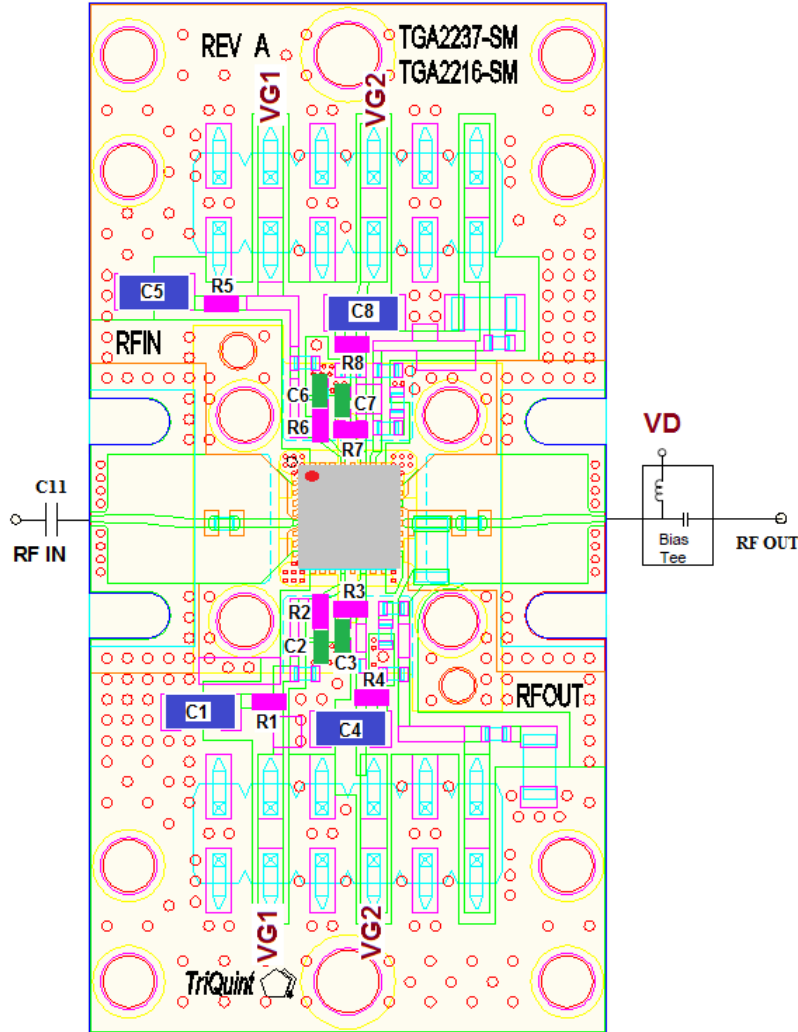 REV A
TGA2237-SM
TGA2216-SM
VG1
VG2
C5
R5
C8
RFIN
R8
C6
C7
R6
R7
VD
C11
RF IN
Bias
Tee
RF OUT
R2
R3
C2
C3
R4
RFOUT
C1
R1
C4
VG1
VG2
TriQuint